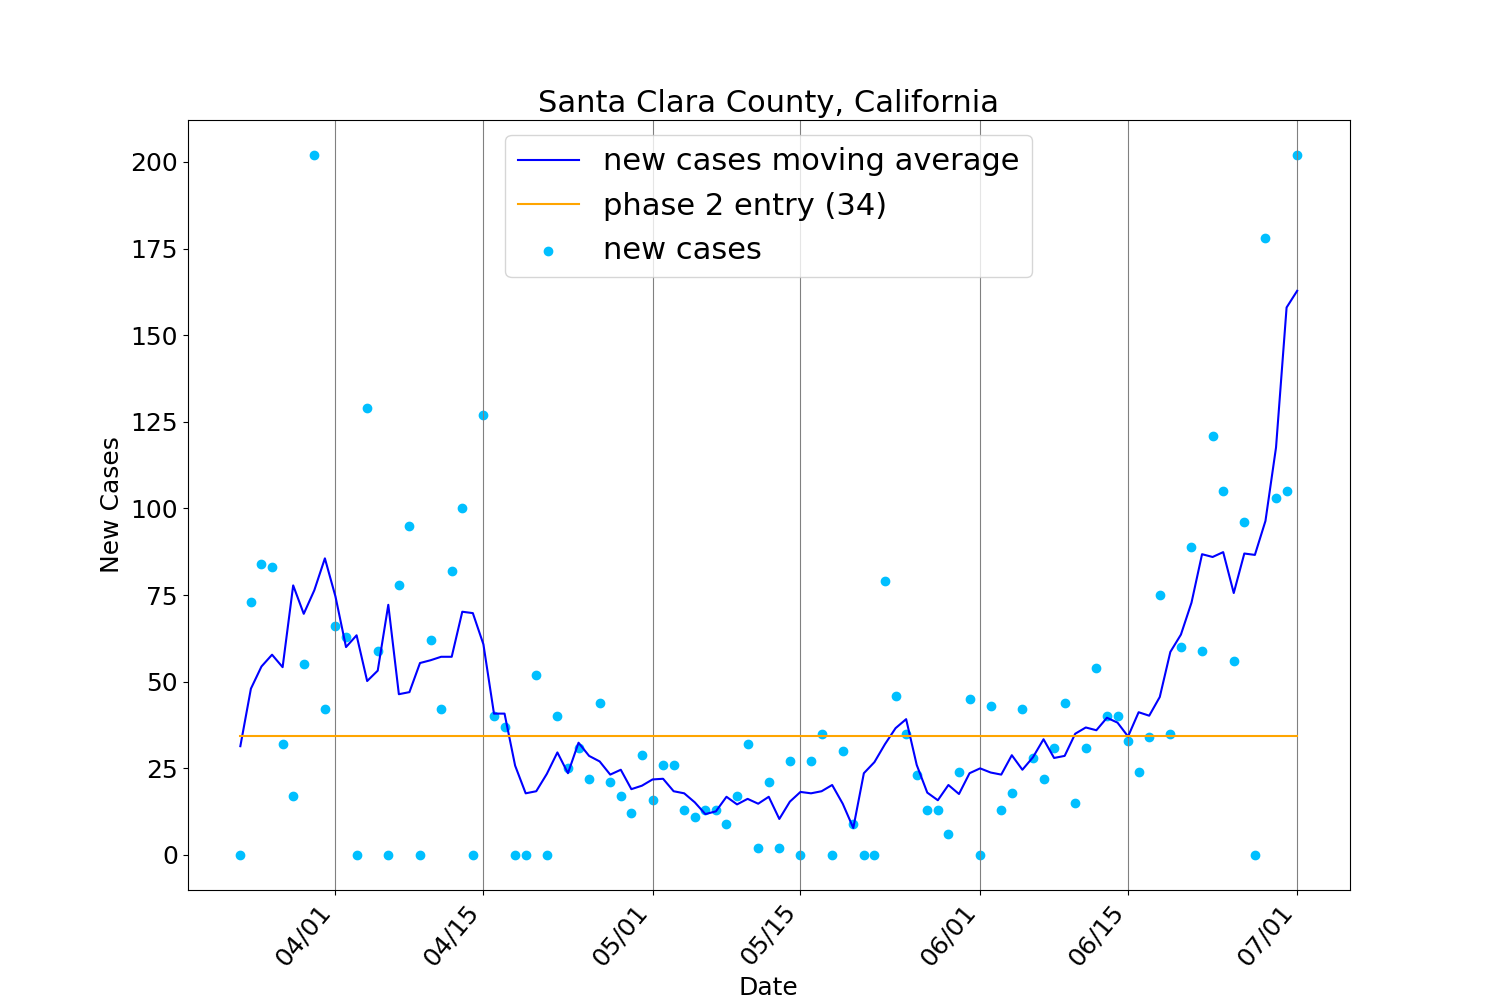 Santa Clara County, California
new cases moving average
phase 2 entry (34)
new cases
New Cases
200
175
150
125
100
75
50
25
0
04/01
04/15
05/01
05/15
06/01
06/15
07/01
Date